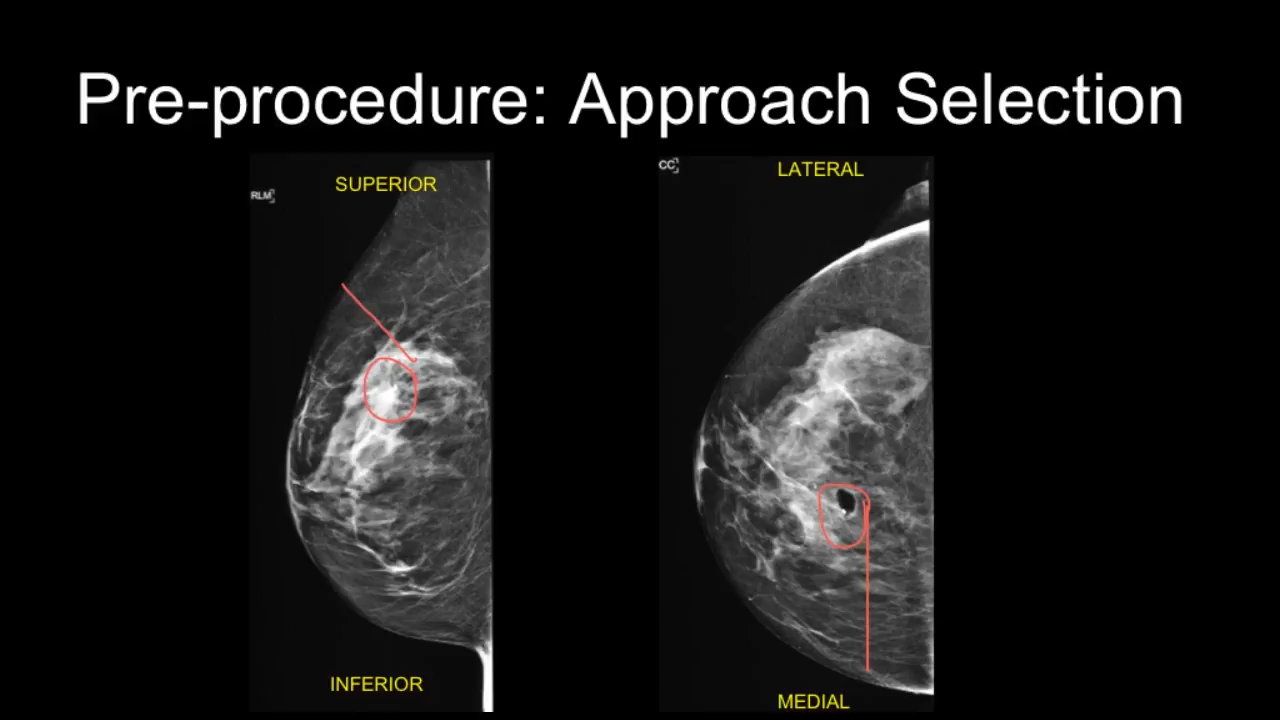 Pre-procedure: Approach Selection
SUPERIOR
RLM
INFERIOR
CC
LATERAL
MEDIAL